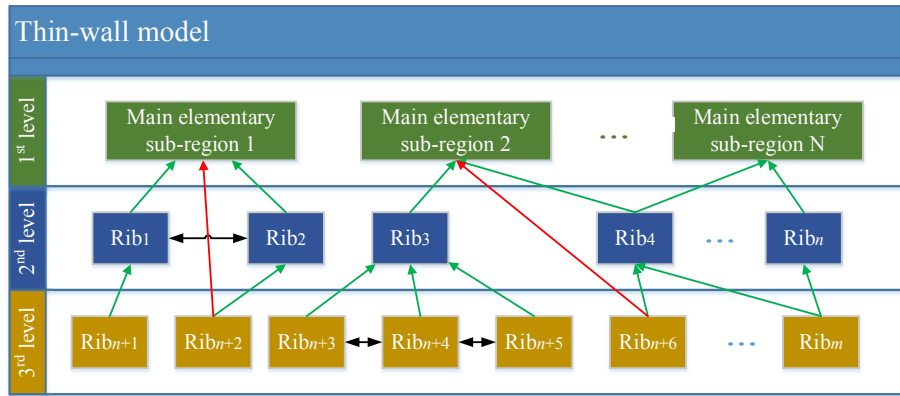 Thin-wall model
1st level
Main elementary
sub-region 1
Main elementary
sub-region 2
...
Main elementary
sub-region N
2nd level
Rib1
Rib2
Rib3
Rib4
...
Ribn
3rd level
Ribn+1
Ribn+2
Ribn+3
Ribn+4
Ribn+5
Ribn+6
...
Ribm